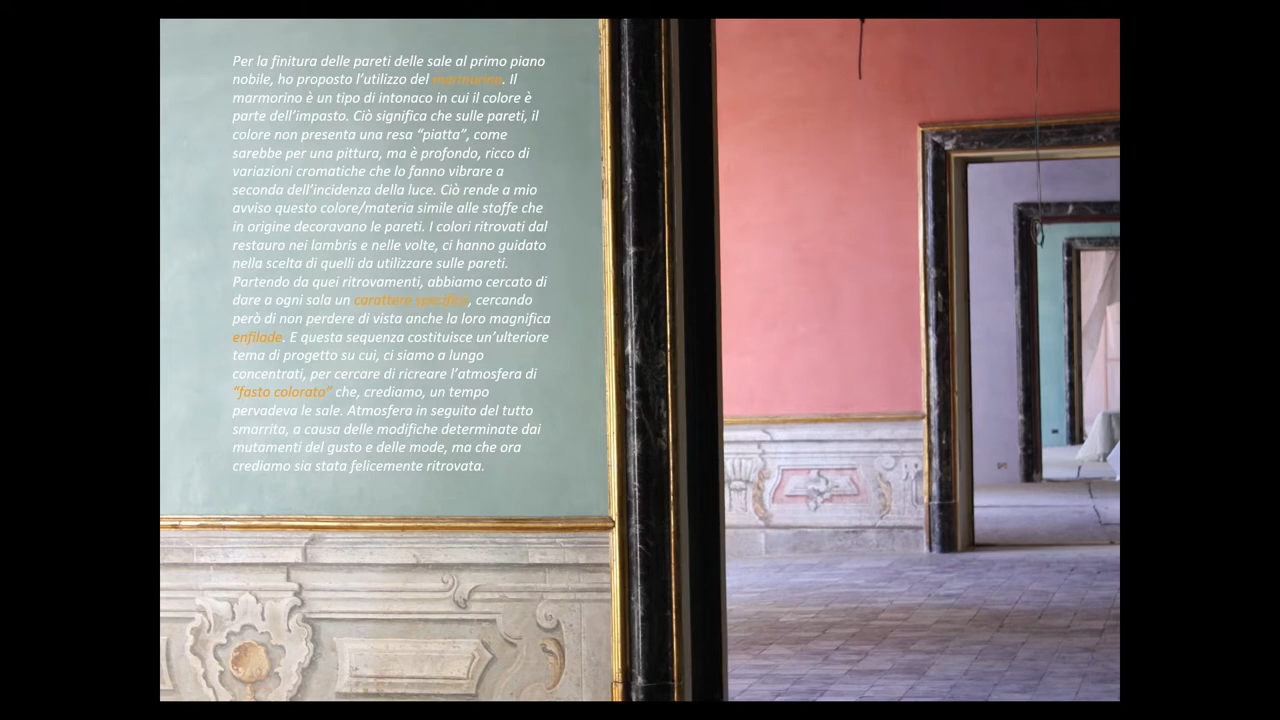 Per la finitura delle pareti delle sale al primo piano
nobile, ho proposto l'utilizzo del marmorino. Il
marmorino è un tipo di intonaco in cui il colore è
parte dell'impasto. Ciò significa che sulle pareti, il
colore non presenta una resa “piatta”, come
sarebbe per una pittura, ma è profondo, ricco di
variazioni cromatiche che lo fanno vibrare a
seconda dell'incidenza della luce. Ciò rende a mio
avviso questo colore/materia simile alle stoffe che
in origine decoravano le pareti. I colori ritrovati dal
restauro nei lambris e nelle volte, ci hanno guidato
nella scelta di quelli da utilizzare sulle pareti.
Partendo da quei ritrovamenti, abbiamo cercato di
dare a ogni sala un carattere specifico, cercando
però di non perdere di vista anche la loro magnifica
enfilade. E questa sequenza costituisce un'ulteriore
tema di progetto su cui, ci siamo a lungo
concentrati, per cercare di ricreare l'atmosfera di
“fasto colorato” che, crediamo, un tempo
pervadeva le sale. Atmosfera in seguito del tutto
smarrita, a causa delle modifiche determinate dai
mutamenti del gusto e delle mode, ma che ora
crediamo sia stata felicemente ritrovata.